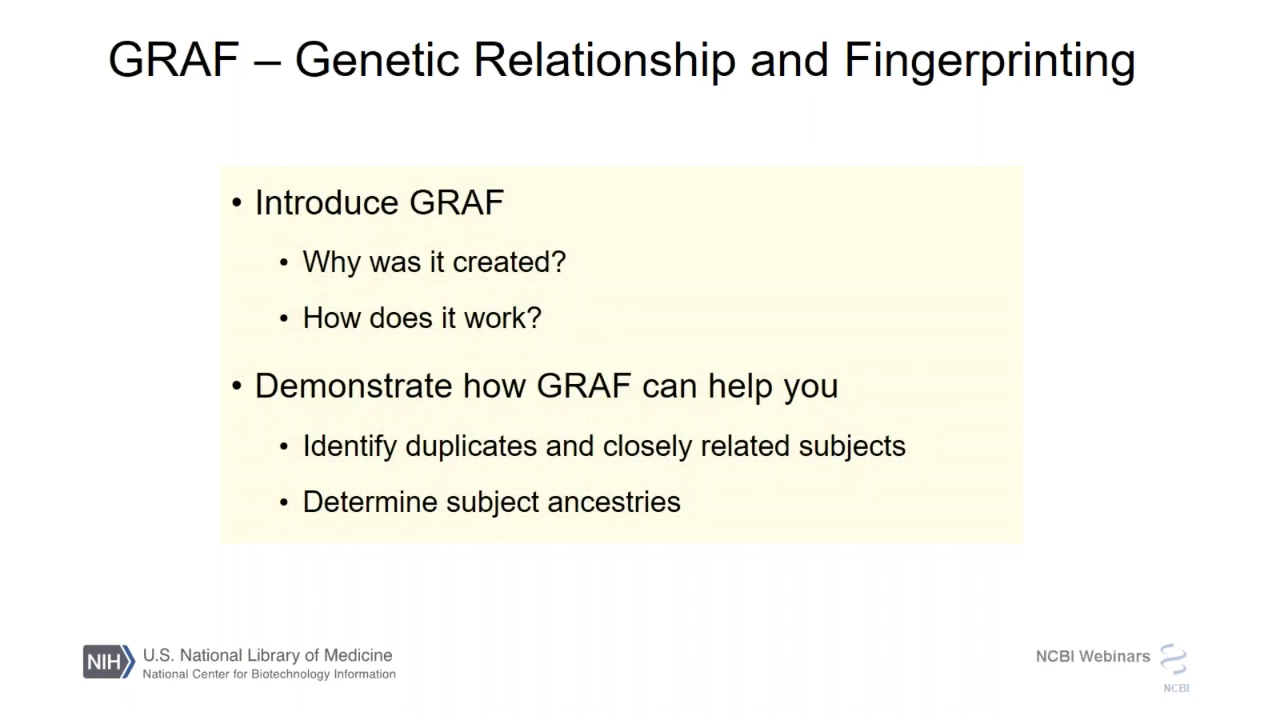 GRAF – Genetic Relationship and Fingerprinting
• Introduce GRAF
• Why was it created?
• How does it work?
• Demonstrate how GRAF can help you
• Identify duplicates and closely related subjects
• Determine subject ancestries
NIH
U.S. National Library of Medicine
National Center for Biotechnology Information
NCBI Webinars
NCBI